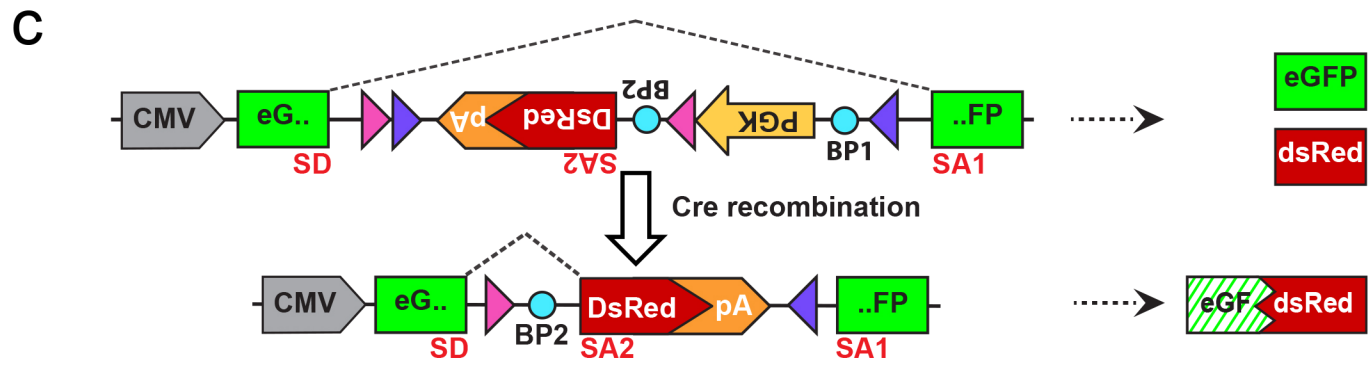 C
CMV
eG..
pA
DsRed
BP2
PGK
BP1
..FP
SD
SA2
SA1
eGFP
dsRed
Cre recombination
CMV
eG..
BP2
DsRed
pA
..FP
SD
SA2
SA1
eGF
dsRed